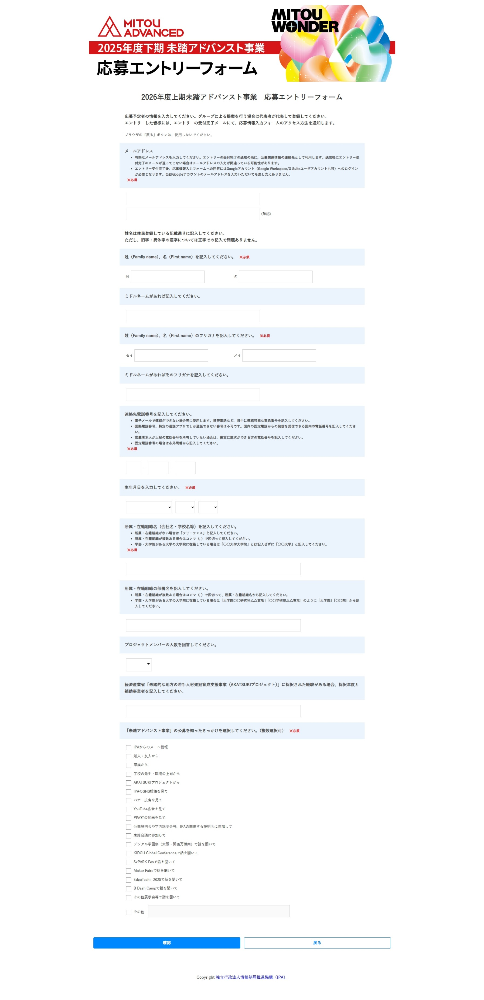 MITOU
ADVANCED
MITOU
WONDER
2025年度下期 未踏アドバンスト事業
応募エントリーフォーム
2026年度上期未踏アドバンスト事業　応募エントリーフォーム
応募予定者の情報を入力してください。グループによる提案を行う場合は代表者が代表して登録してください。
エントリーした皆様には、エントリーの受付完了メールにて、応募情報入力フォームのアクセス方法を通知します。
ブラウザの「戻る」ボタンは、使用しないでください。
メールアドレス
• 有効なメールアドレスを入力してください。エントリーの受付完了の通知の他に、公募関連情報の連絡先として利用します。送信後にエントリー受
付完了のメールが返ってこない場合はメールアドレスの入力が間違っている可能性があります。
• エントリー受付完了後、応募情報入力フォームへの回答にはGoogleアカウント（Google Workspace/G Suiteユーザアカウントも可）へのログイン
が必要となります。当該Googleアカウントのメールアドレスを入力いただいても差し支えありません。
※必須
(確認)
姓名は住民登録している記載通りに記入してください。
ただし、旧字・異体字の漢字については正字での記入で問題ありません。
姓（Family name）、名（First name）を記入してください。 ※必須
姓 名
ミドルネームがあれば記入してください。
姓（Family name）、名（First name）のフリガナを記入してください。 ※必須
セイ メイ
ミドルネームがあればそのフリガナを記入してください。
連絡先電話番号を記入してください。
• 電子メールで連絡ができない場合等に使用します。携帯電話など、日中に連絡可能な電話番号を記入してください。
• 国際電話番号、特定の通話アプリでしか通話できない番号は不可です。国内の固定電話からの発信を受信できる国内の電話番号を記入してくださ
い。
• 応募者本人が上記の電話番号を所有していない場合は、確実に取次ができる方の電話番号を記入してください。
• 固定電話番号の場合は市外局番から記入してください。
※必須
- -
生年月日を入力してください。 ※必須
所属・在籍組織名（会社名・学校名等）を記入してください。
• 所属・在籍組織がない場合は「フリーランス」と記入してください。
• 所属・在籍組織が複数ある場合はコンマ（,）で区切って記入してください。
• 学部・大学院がある大学の大学院に在籍している場合は「○○大学大学院」とは記入せずに「○○大学」と記入してください。
※必須
所属・在籍組織の部署名を記入してください。
• 所属・在籍組織が複数ある場合はコンマ（,）で区切って、所属・在籍組織名から記入してください。
• 学部・大学院がある大学の大学院に在籍している場合は「大学院○○研究科△△専攻」「○○学術院△△専攻」のように「大学院」「○○院」から記
入してください。
プロジェクトメンバーの人数を回答してください。
経済産業省「未踏的な地方の若手人材発掘育成支援事業（AKATSUKIプロジェクト）」に採択された経験がある場合、採択年度と
補助事業者を記入してください。
「未踏アドバンスト事業」の公募を知ったきっかけを選択してください。（複数選択可） ※必須
IPAからのメール情報
知人・友人から
家族から
学校の先生・職場の上司から
AKATSUKIプロジェクトから
IPAのSNS投稿を見て
バナー広告を見て
YouTube広告を見て
PIVOTの動画を見て
公募説明会や学内説明会等、IPAの開催する説明会に参加して
未踏会議に参加して
デジタル学園祭（大阪・関西万博内）で話を聞いて
KIDOU Global Conferenceで話を聞いて
SxPARK Fesで話を聞いて
Maker Faireで話を聞いて
EdgeTech+ 2025で話を聞いて
B Dash Campで話を聞いて
その他展示会等で話を聞いて
その他
確認 戻る
Copyright 独立行政法人情報処理推進機構（IPA）